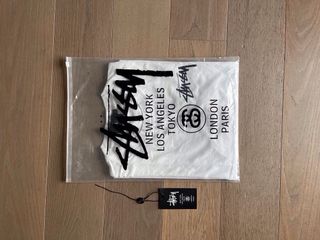 STÜSSY
NEW YORK
LOS ANGELES
TOKYO
STÜSSY
LONDON
PARIS